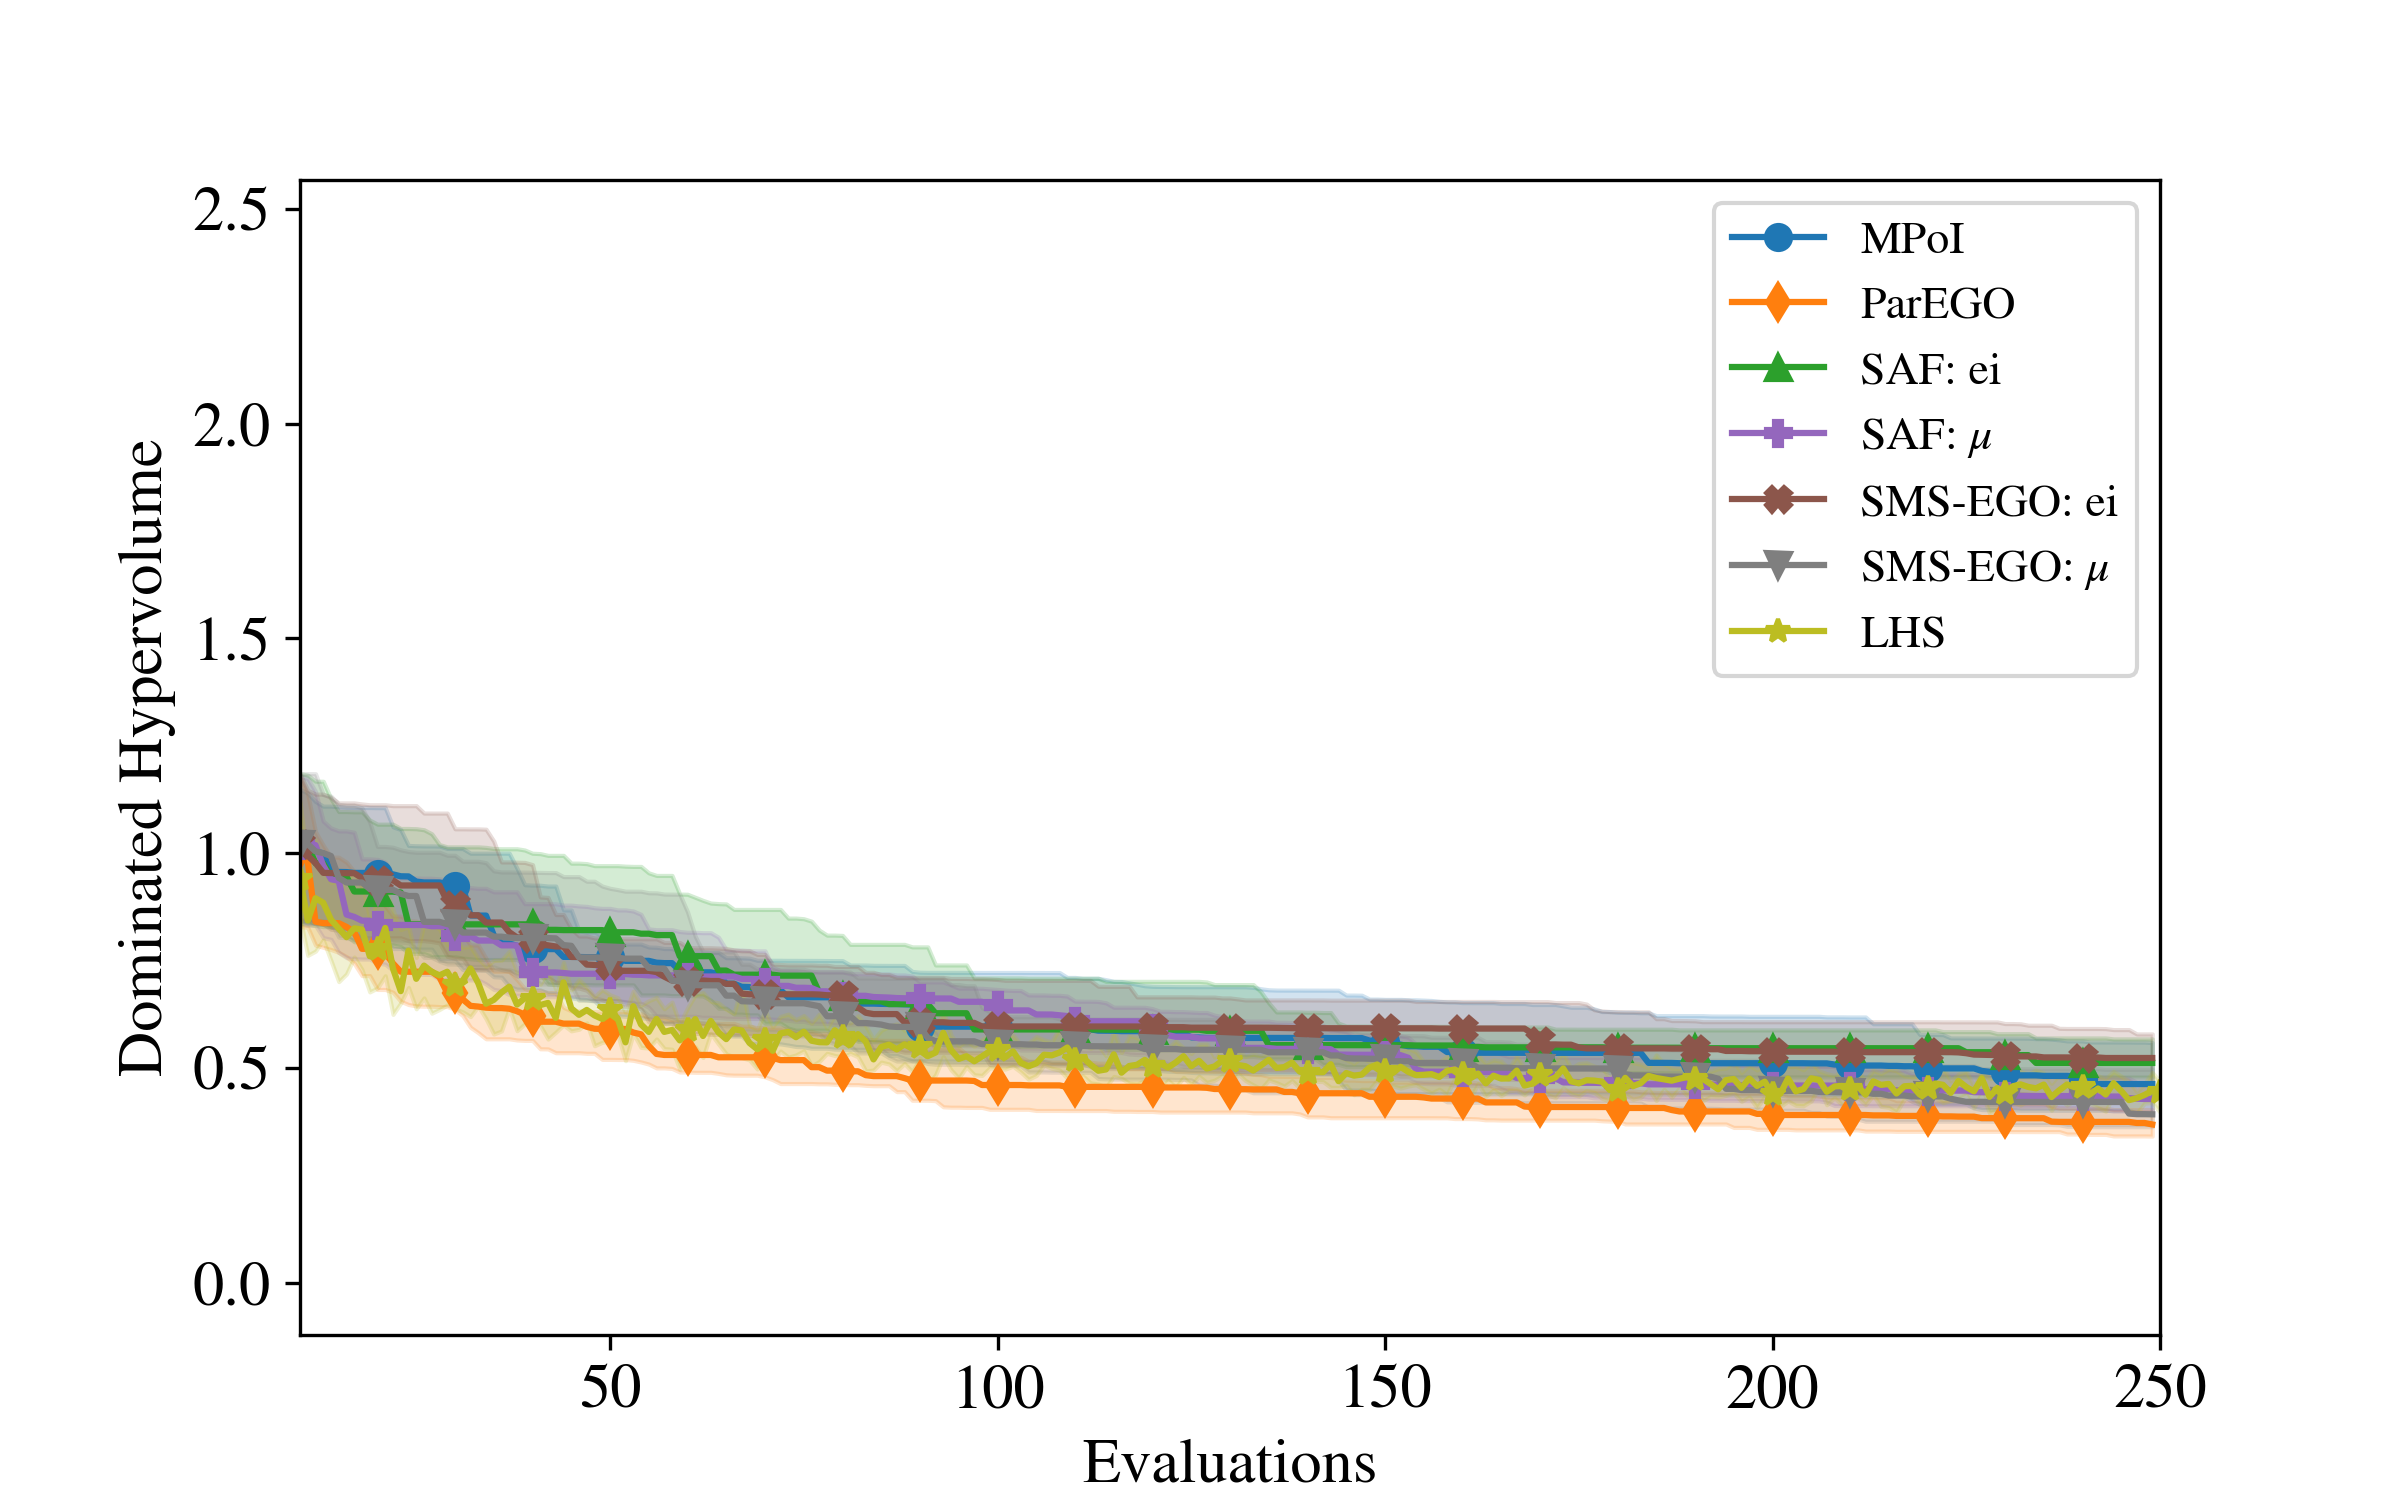 2.5
2.0
1.5
1.0
0.5
0.0
Dominated Hypervolume
MPoI
ParEGO
SAF: ei
SAF: μ
SMS-EGO: ei
SMS-EGO: μ
LHS
50
100
150
200
250
Evaluations